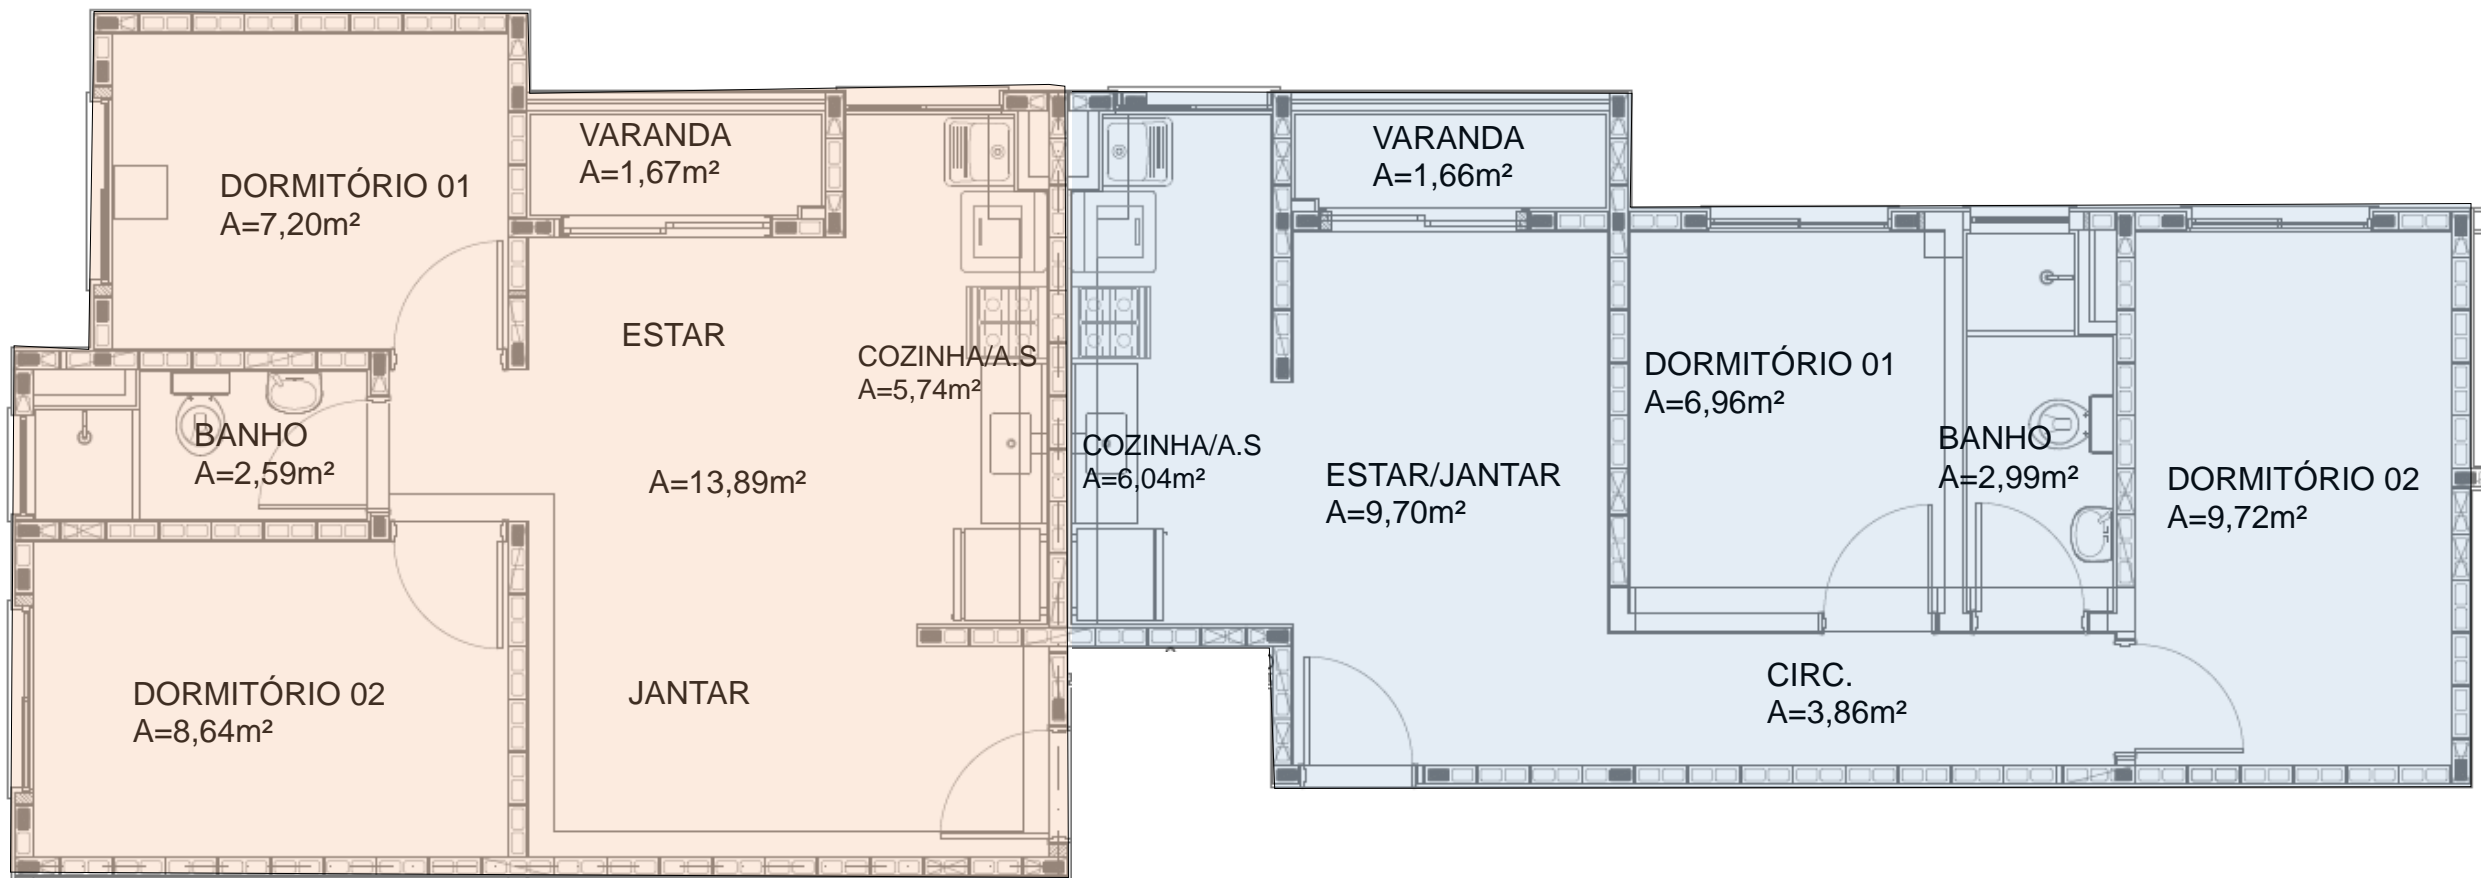 DORMITÓRIO 01
A=7,20m²
VARANDA
A=1,67m²
ESTAR
COZINHA/A.S
A=5,74m²
BANHO
A=2,59m²
A=13,89m²
DORMITÓRIO 02
A=8,64m²
JANTAR
VARANDA
A=1,66m²
COZINHA/A.S
A=6,04m²
ESTAR/JANTAR
A=9,70m²
DORMITÓRIO 01
A=6,96m²
BANHO
A=2,99m²
DORMITÓRIO 02
A=9,72m²
CIRC.
A=3,86m²